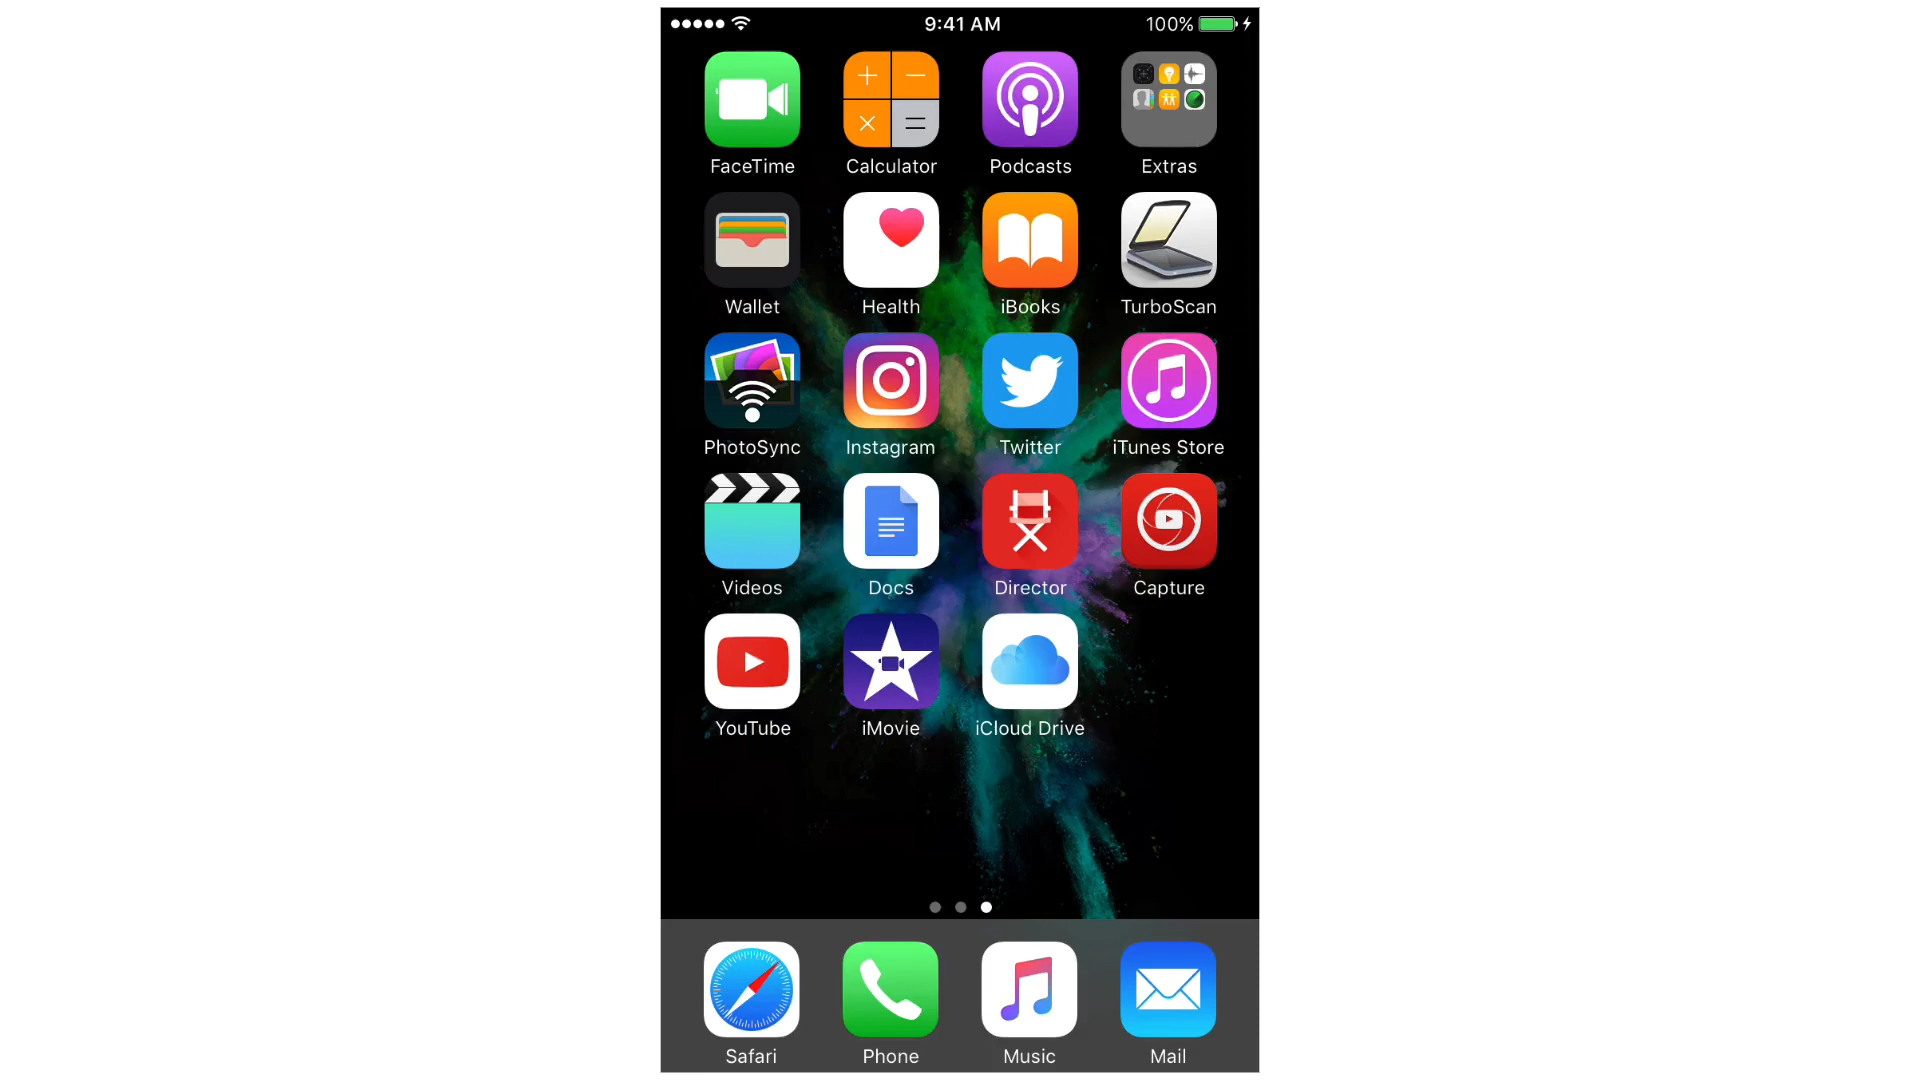 9:41 AM 100%
FaceTime Calculator Podcasts Extras
Wallet Health iBooks TurboScan
PhotoSync Instagram Twitter iTunes Store
Videos Docs Director Capture
YouTube iMovie iCloud Drive
Safari Phone Music Mail